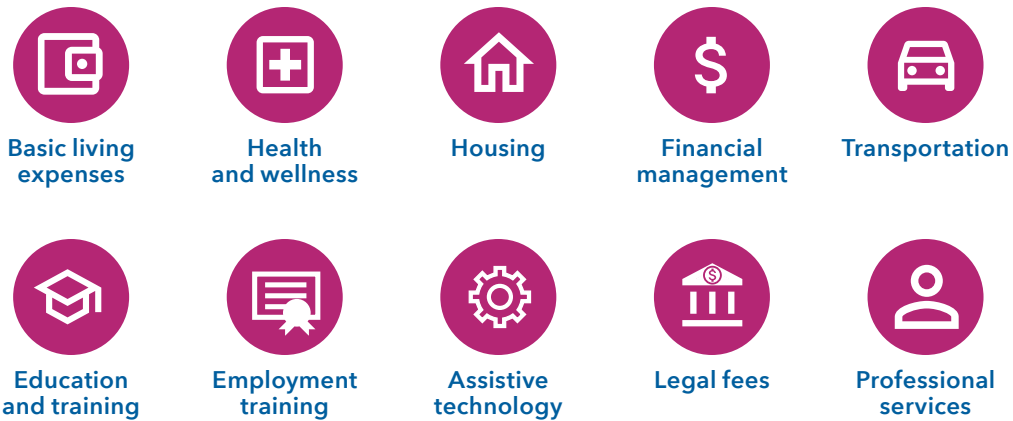 Basic living
expenses
Health
and wellness
$
Housing
Financial
management
Transportation
$
Education
and training
Employment
training
Assistive
technology
Legal fees
Professional
services